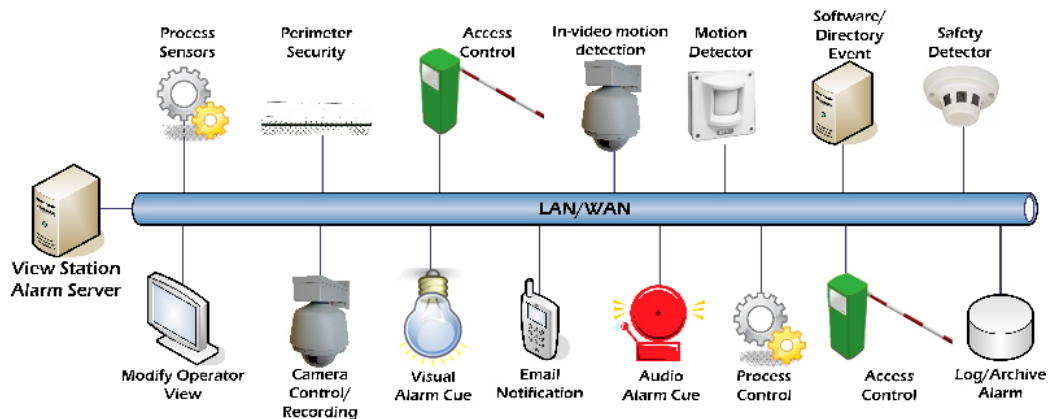 Process
Sensors
Perimeter
Security
Access
Control
In-video motion
detection
Motion
Detector
Software/
Directory
Event
Safety
Detector
LAN/WAN
View Station
Alarm Server
Modify Operator
View
Camera
Control/
Recording
Visual
Alarm Cue
Email
Notification
Audio
Alarm Cue
Process
Control
Access
Control
Log/Archive
Alarm